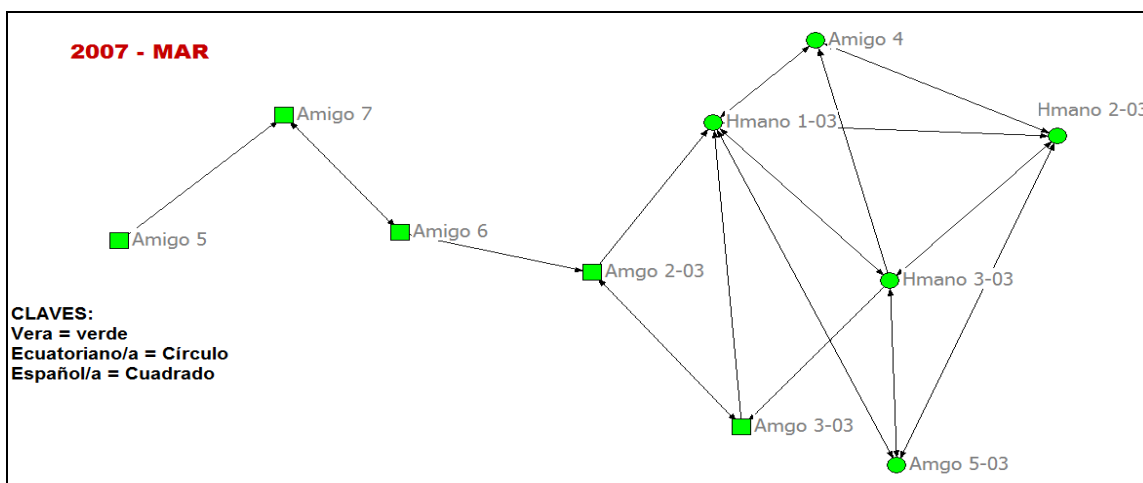 2007 - MAR
Amigo 4
Amigo 7
Hmano 2-03
Hmano 1-03
Amigo 5
Amigo 6
Amgo 2-03
Hmano 3-03
CLAVES:
Vera = verde
Ecuatoriano/a = Círculo
Español/a = Cuadrado
Amgo 3-03
Amgo 5-03